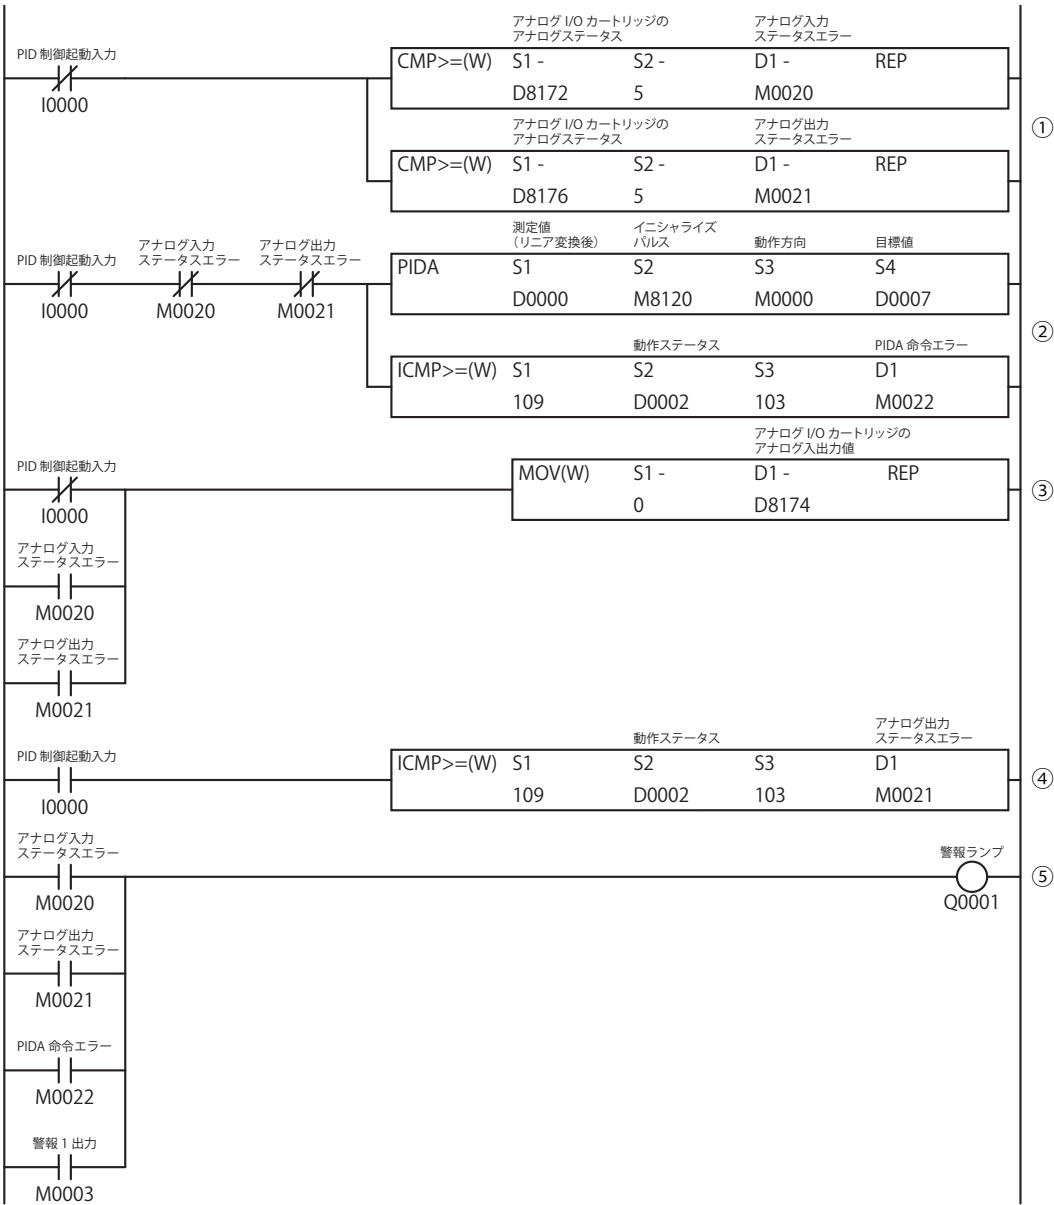 アナログ I/O カートリッジの アナログ入力
PID 制御起動入力 アナログステータス ステータスエラー
CMP>=(W) S1 - S2 - D1 - REP
I0000
D8172 5 M0020
アナログ I/O カートリッジの アナログ出力
アナログステータス ステータスエラー
①
CMP>=(W) S1 - S2 - D1 - REP
D8176 5 M0021
測定値 イニシャライズ
アナログ入力 アナログ出力 (リニア変換後) パルス 動作方向 目標値
PID 制御起動入力 ステータスエラー ステータスエラー
PIDA S1 S2 S3 S4
I0000 M0020 M0021
D0000 M8120 M0000 D0007
②
動作ステータス PIDA 命令エラー
ICMP>=(W) S1 S2 S3 D1
109 D0002 103 M0022
アナログ I/O カートリッジの
アナログ入出力値
PID 制御起動入力
MOV(W) S1 - D1 - REP
③
I0000
0 D8174
アナログ入力
ステータスエラー
M0020
アナログ出力
ステータスエラー
M0021
アナログ出力
動作ステータス ステータスエラー
PID 制御起動入力
ICMP>=(W) S1 S2 S3 D1
④
I0000
109 D0002 103 M0021
アナログ入力
ステータスエラー 警報ランプ
⑤
M0020 Q0001
アナログ出力
ステータスエラー
M0021
PIDA 命令エラー
M0022
警報 1 出力
M0003